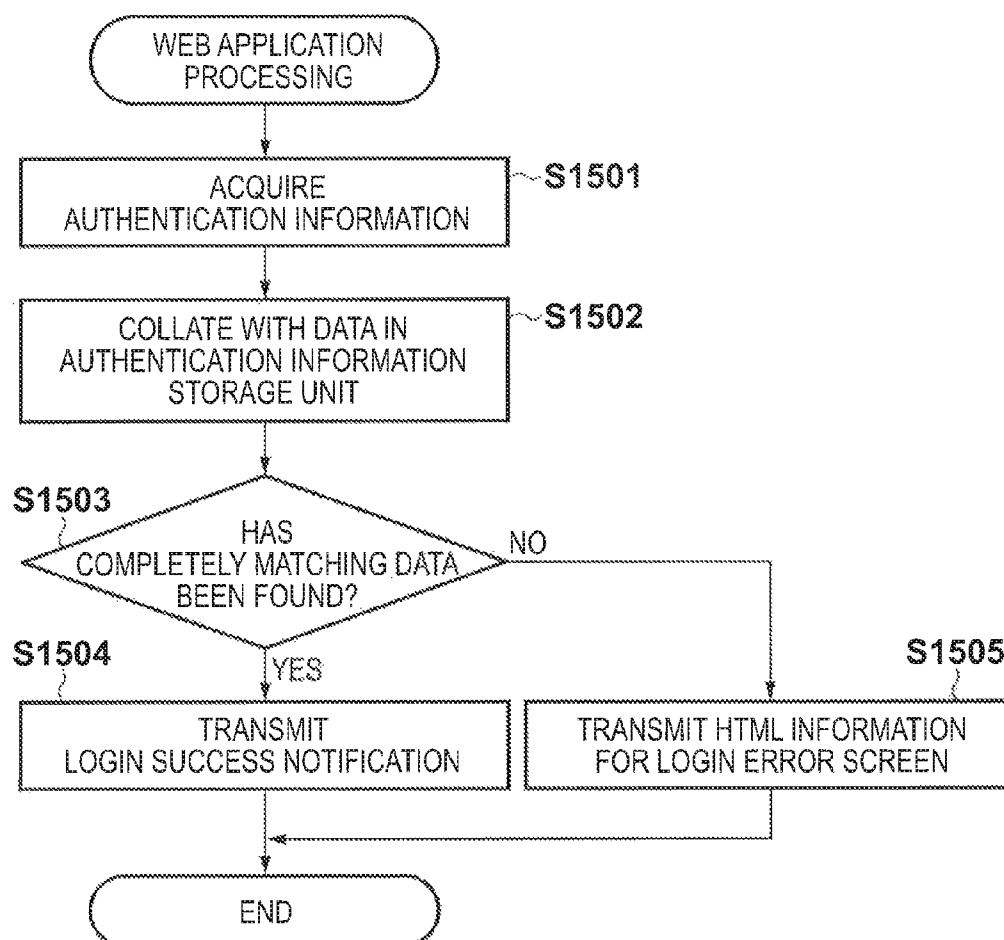 WEB APPLICATION
PROCESSING
S1501
ACQUIRE
AUTHENTICATION INFORMATION
S1502
COLLATE WITH DATA IN
AUTHENTICATION INFORMATION
STORAGE UNIT
S1503
HAS
COMPLETELY MATCHING DATA
BEEN FOUND?
NO
YES
S1504
TRANSMIT
LOGIN SUCCESS NOTIFICATION
S1505
TRANSMIT HTML INFORMATION
FOR LOGIN ERROR SCREEN
END